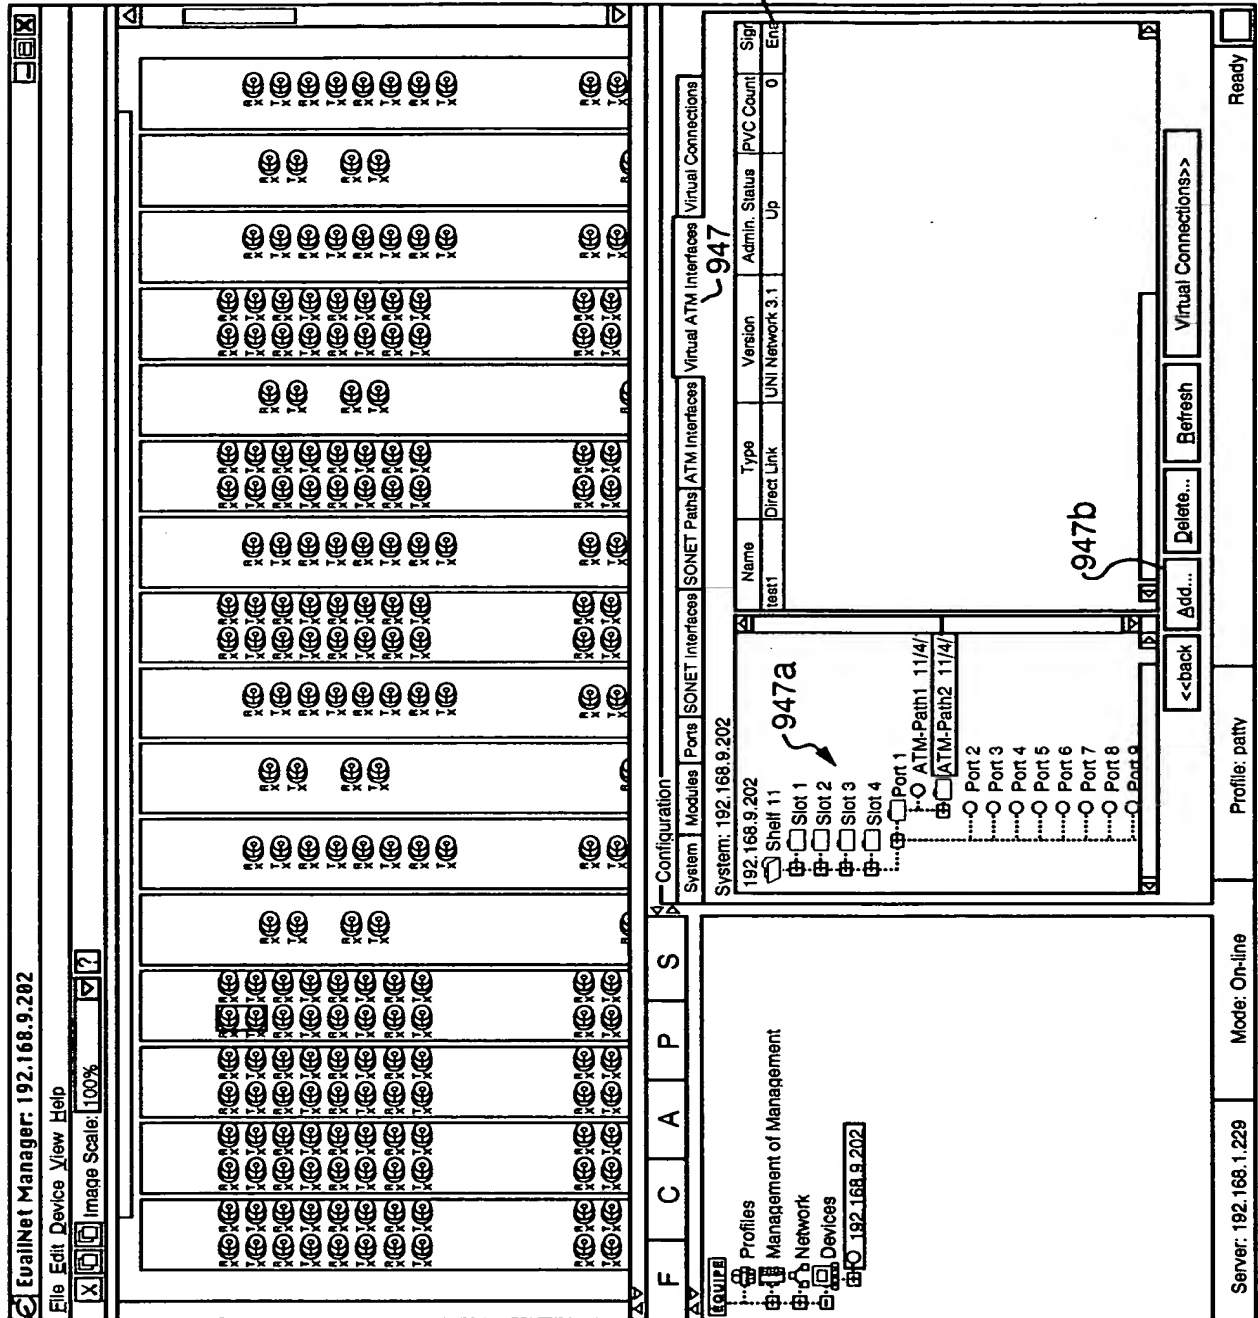 EualNet Manager: 192.168.9.202
File Edit Device View Help
Image Scale: 100% ?
F C A P S
EQUIPE
Profiles
Management of Management
Network
Devices
192.168.9.202
Configuration
System Modules Ports SONET Interfaces SONET Paths ATM Interfaces Virtual ATM Interfaces Virtual Connections
947
System: 192.168.9.202
192.168.9.202
Shelf 11
Slot 1
Slot 2
Slot 3
Slot 4
Port 1
ATM-Path1 11/4/
ATM-Path2 11/4/
Port 2
Port 3
Port 4
Port 5
Port 6
Port 7
Port 8
Port 9
947a
Name Type Version Admin. Status PVC Count Sigr
test1 Direct Link UNI Network 3.1 Up 0 Ena
947b
<<back Add... Delete... Refresh Virtual Connections>>
Server: 192.168.1.229 Mode: On-line Profile: patty Ready